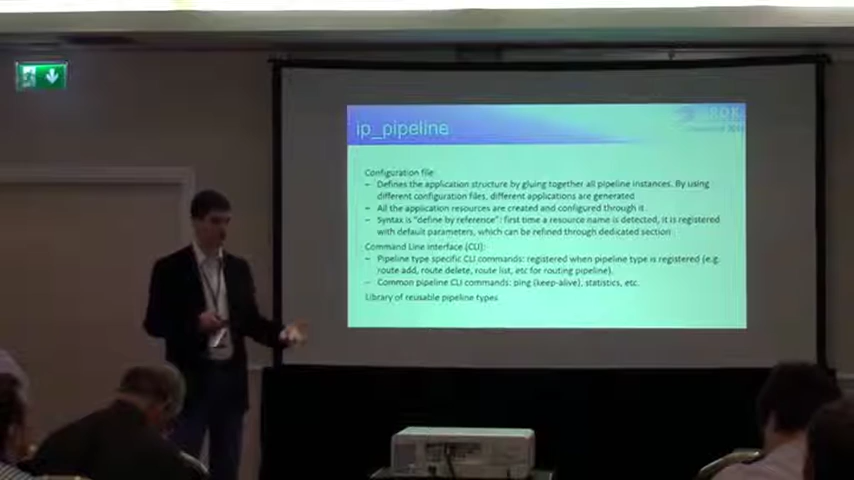 ip_pipeline
Configuration file:
– Defines the application structure by gluing together all pipeline instances. By using
different configuration files, different applications are generated
– All the application resources are created and configured through it
– Syntax is "define by reference": first time a resource name is detected, it is registered
with default parameters, which can be refined through dedicated section
Command Line interface (CLI):
– Pipeline type specific CLI commands: registered when pipeline type is registered (e.g.
route add, route delete, route list, etc for routing pipeline).
– Common pipeline CLI commands: ping (keep-alive), statistics, etc.
Library of reusable pipeline types